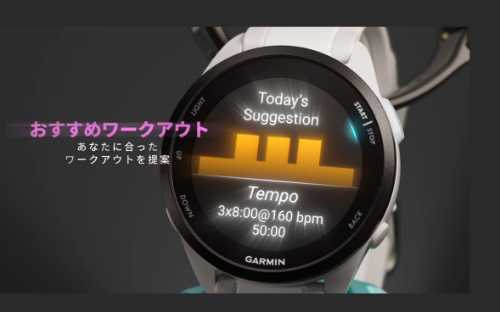 おすすめワークアウト
あなたに合った
ワークアウトを提案
LIGHT
UP
DOWN
START | STOP
BACK
Today's
Suggestion
Tempo
3x8:00@160 bpm
50:00
GARMIN